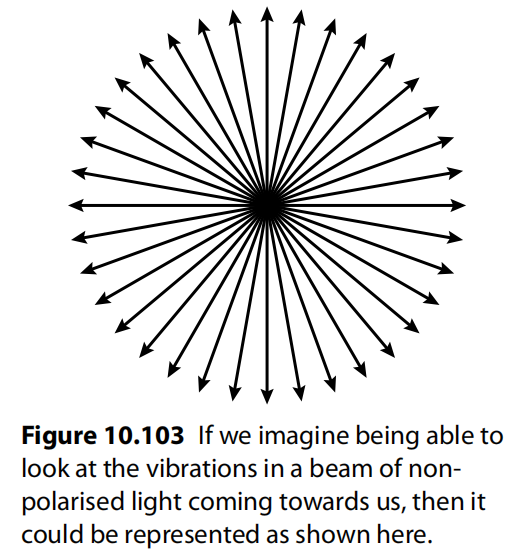 Figure 10.103 If we imagine being able to
look at the vibrations in a beam of non-
polarised light coming towards us, then it
could be represented as shown here.